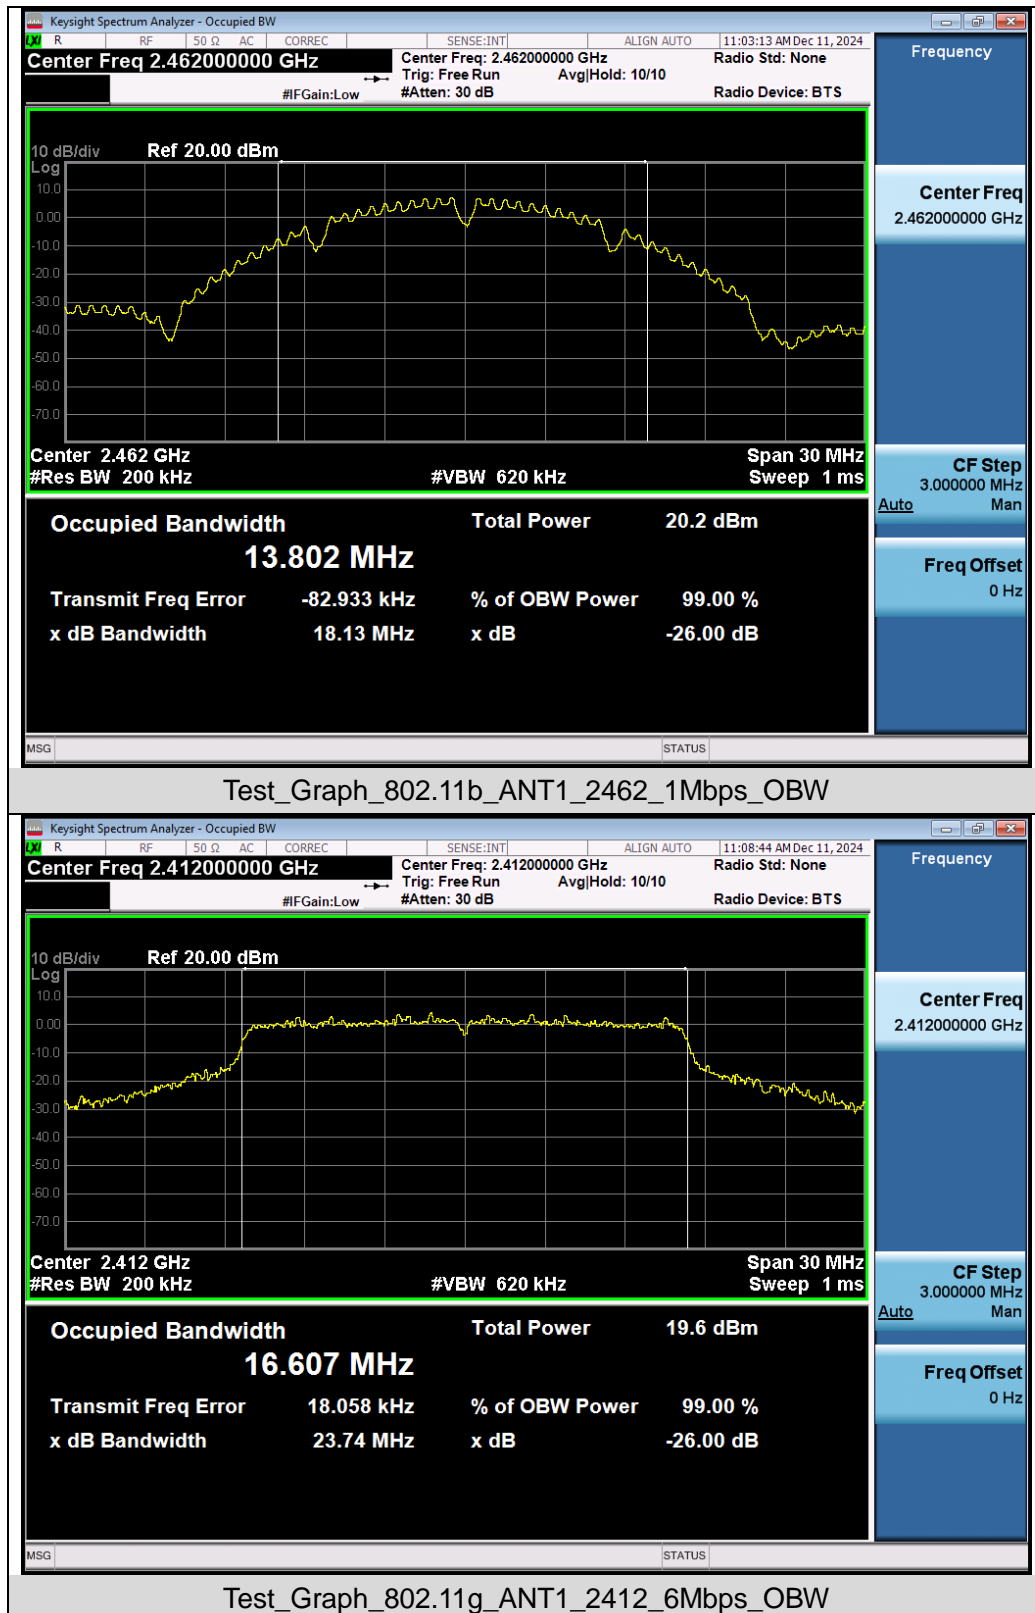 Keysight Spectrum Analyzer - Occupied BW
LXI R RF 50 Ω AC CORREC SENSE:INT ALIGN AUTO 11:03:13 AM Dec 11, 2024
Center Freq 2.462000000 GHz
Center Freq: 2.462000000 GHz
Radio Std: None
Trig: Free Run Avg|Hold: 10/10
#IFGain:Low
#Atten: 30 dB
Radio Device: BTS
Frequency
10 dB/div Ref 20.00 dBm
Log
10.0
0.00
-10.0
-20.0
-30.0
-40.0
-50.0
-60.0
-70.0
Center 2.462 GHz Span 30 MHz
#Res BW 200 kHz #VBW 620 kHz Sweep 1 ms
Center Freq
2.462000000 GHz
CF Step
3.000000 MHz
Auto Man
Freq Offset
0 Hz
Occupied Bandwidth Total Power 20.2 dBm
13.802 MHz
Transmit Freq Error -82.933 kHz % of OBW Power 99.00 %
x dB Bandwidth 18.13 MHz x dB -26.00 dB
MSG STATUS
Test_Graph_802.11b_ANT1_2462_1Mbps_OBW
Keysight Spectrum Analyzer - Occupied BW
LXI R RF 50 Ω AC CORREC SENSE:INT ALIGN AUTO 11:08:44 AM Dec 11, 2024
Center Freq 2.412000000 GHz
Center Freq: 2.412000000 GHz
Radio Std: None
Trig: Free Run Avg|Hold: 10/10
#IFGain:Low
#Atten: 30 dB
Radio Device: BTS
Frequency
10 dB/div Ref 20.00 dBm
Log
10.0
0.00
-10.0
-20.0
-30.0
-40.0
-50.0
-60.0
-70.0
Center 2.412 GHz Span 30 MHz
#Res BW 200 kHz #VBW 620 kHz Sweep 1 ms
Center Freq
2.412000000 GHz
CF Step
3.000000 MHz
Auto Man
Freq Offset
0 Hz
Occupied Bandwidth Total Power 19.6 dBm
16.607 MHz
Transmit Freq Error 18.058 kHz % of OBW Power 99.00 %
x dB Bandwidth 23.74 MHz x dB -26.00 dB
MSG STATUS
Test_Graph_802.11g_ANT1_2412_6Mbps_OBW